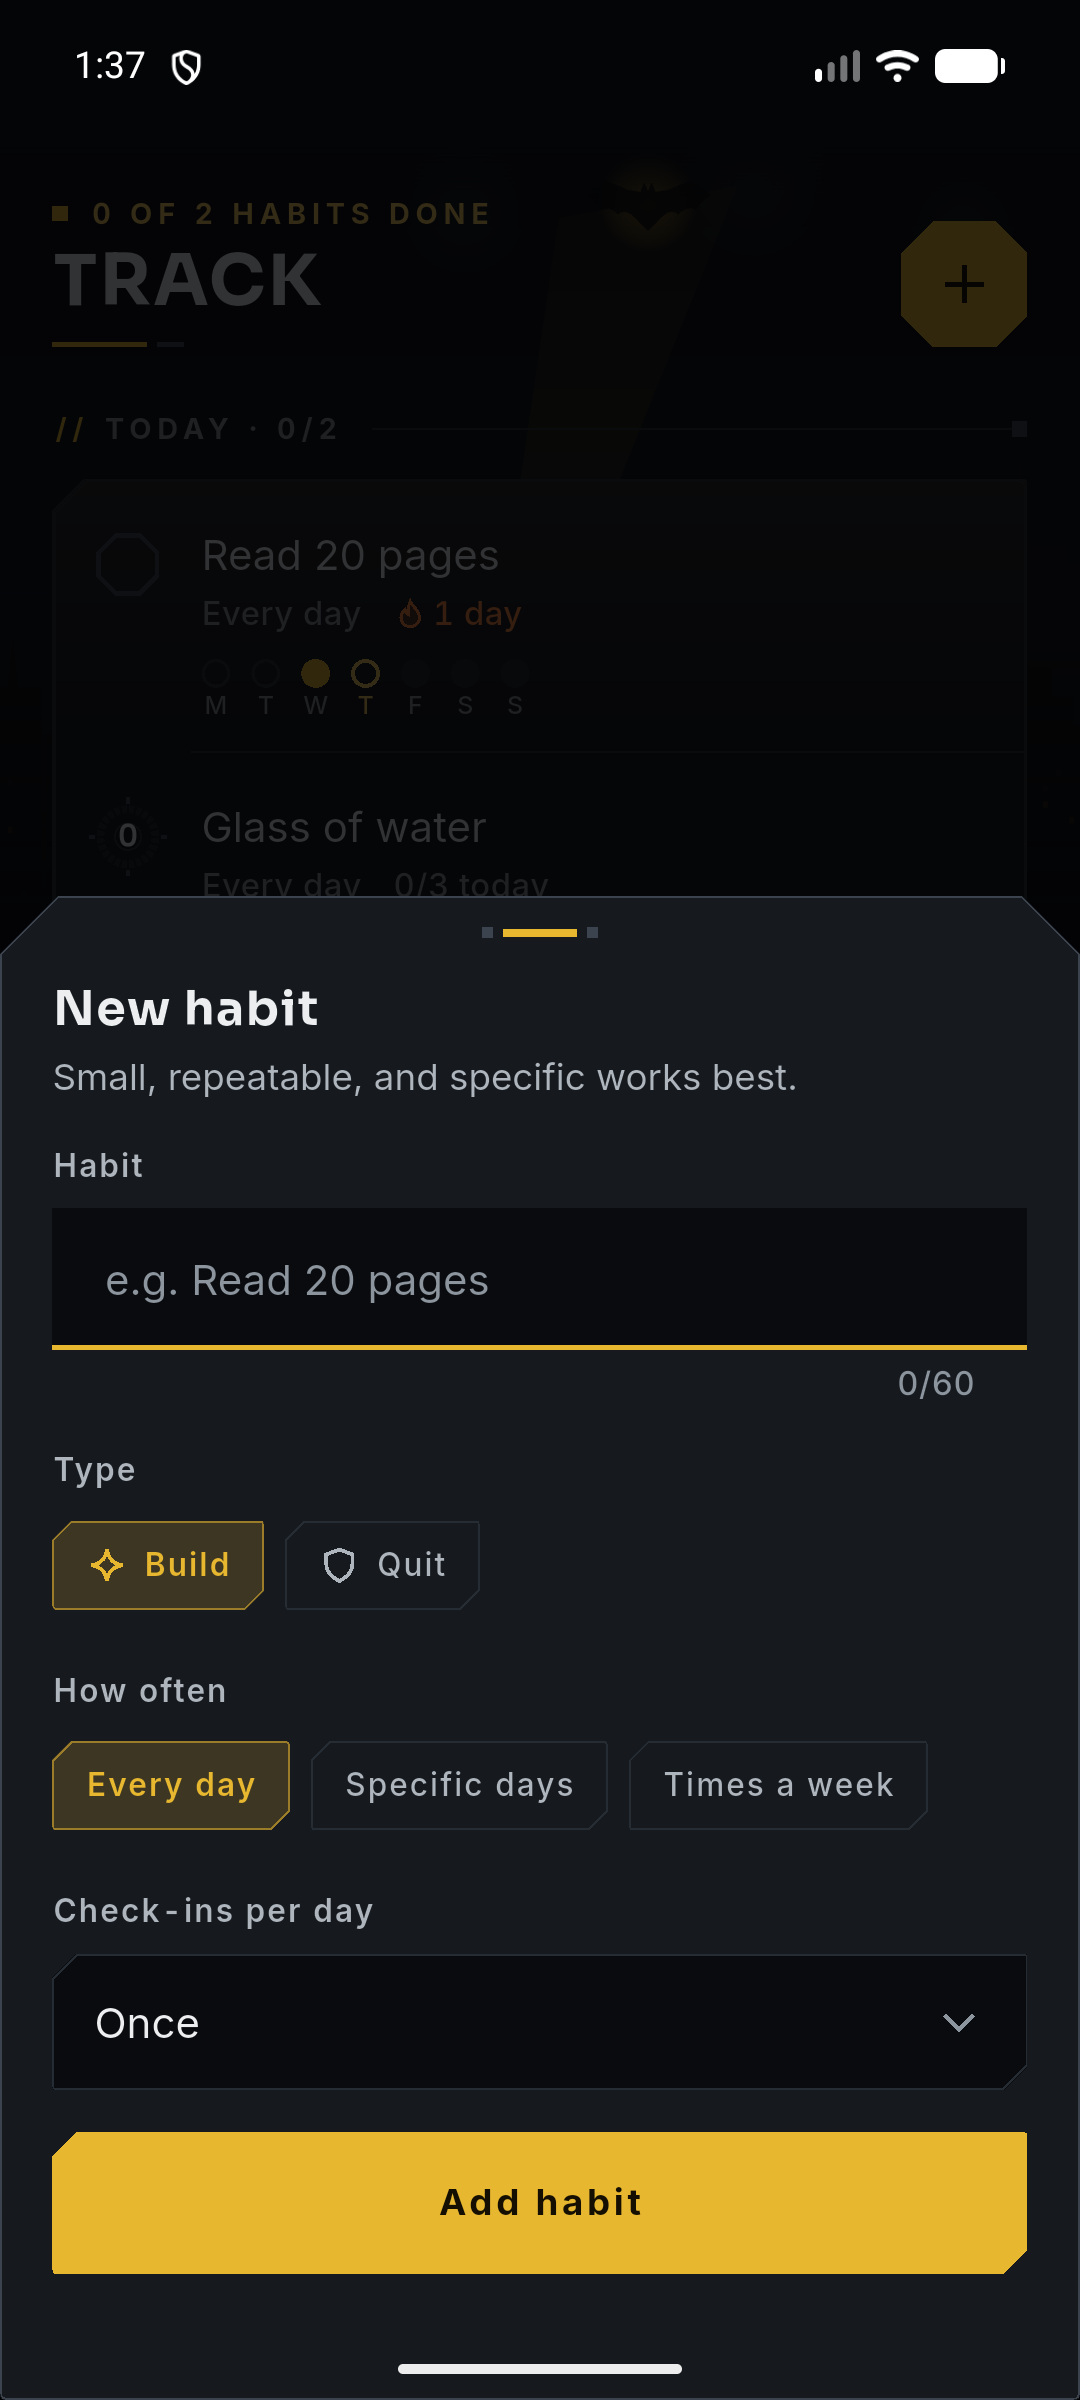 1:37
0 OF 2 HABITS DONE
TRACK
// TODAY · 0/2
Read 20 pages
Every day 1 day
M T W T F S S
0 Glass of water
Every day 0/3 today
New habit
Small, repeatable, and specific works best.
Habit
e.g. Read 20 pages
0/60
Type
Build Quit
How often
Every day Specific days Times a week
Check-ins per day
Once
Add habit